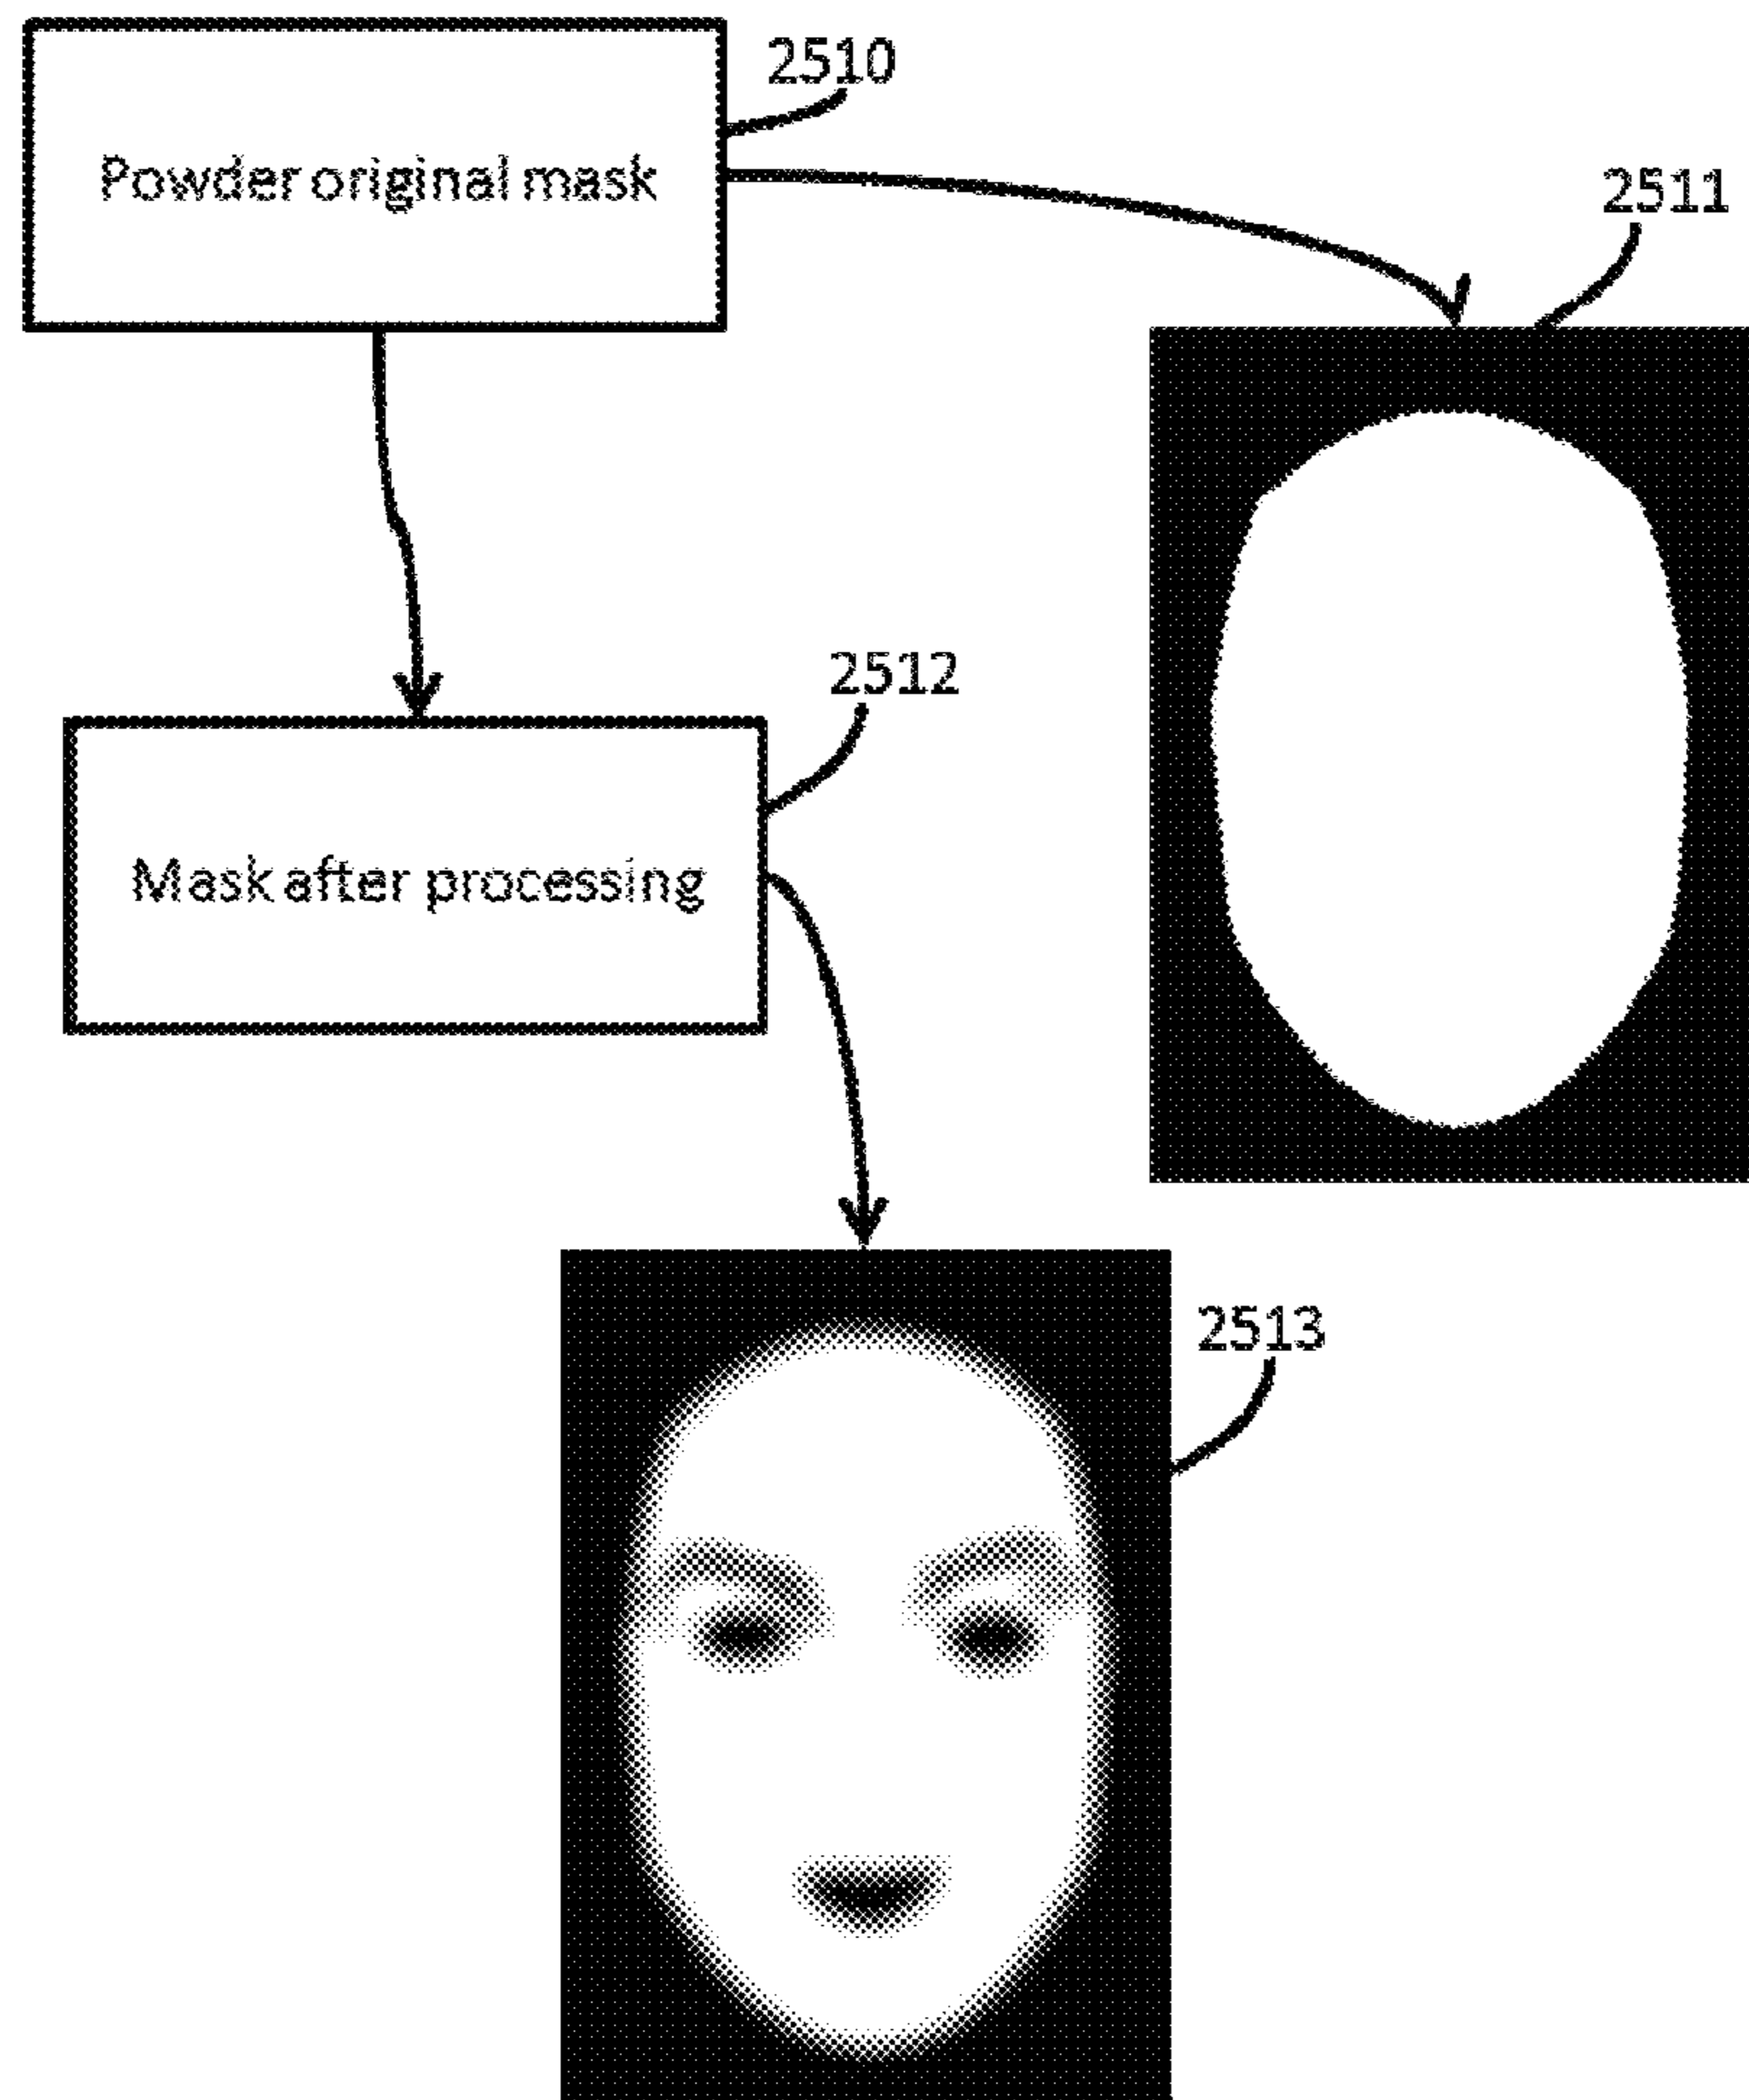 2510
Powder original mask
2511
2512
Mask after processing
2513